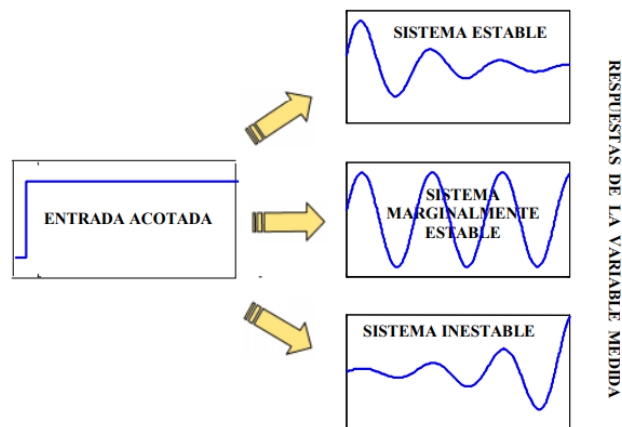 SISTEMA ESTABLE
ENTRADA ACOTADA
SISTEMA
MARGINALMENTE
ESTABLE
SISTEMA INESTABLE
RESPUESTAS DE LA VARIABLE MEDIDA